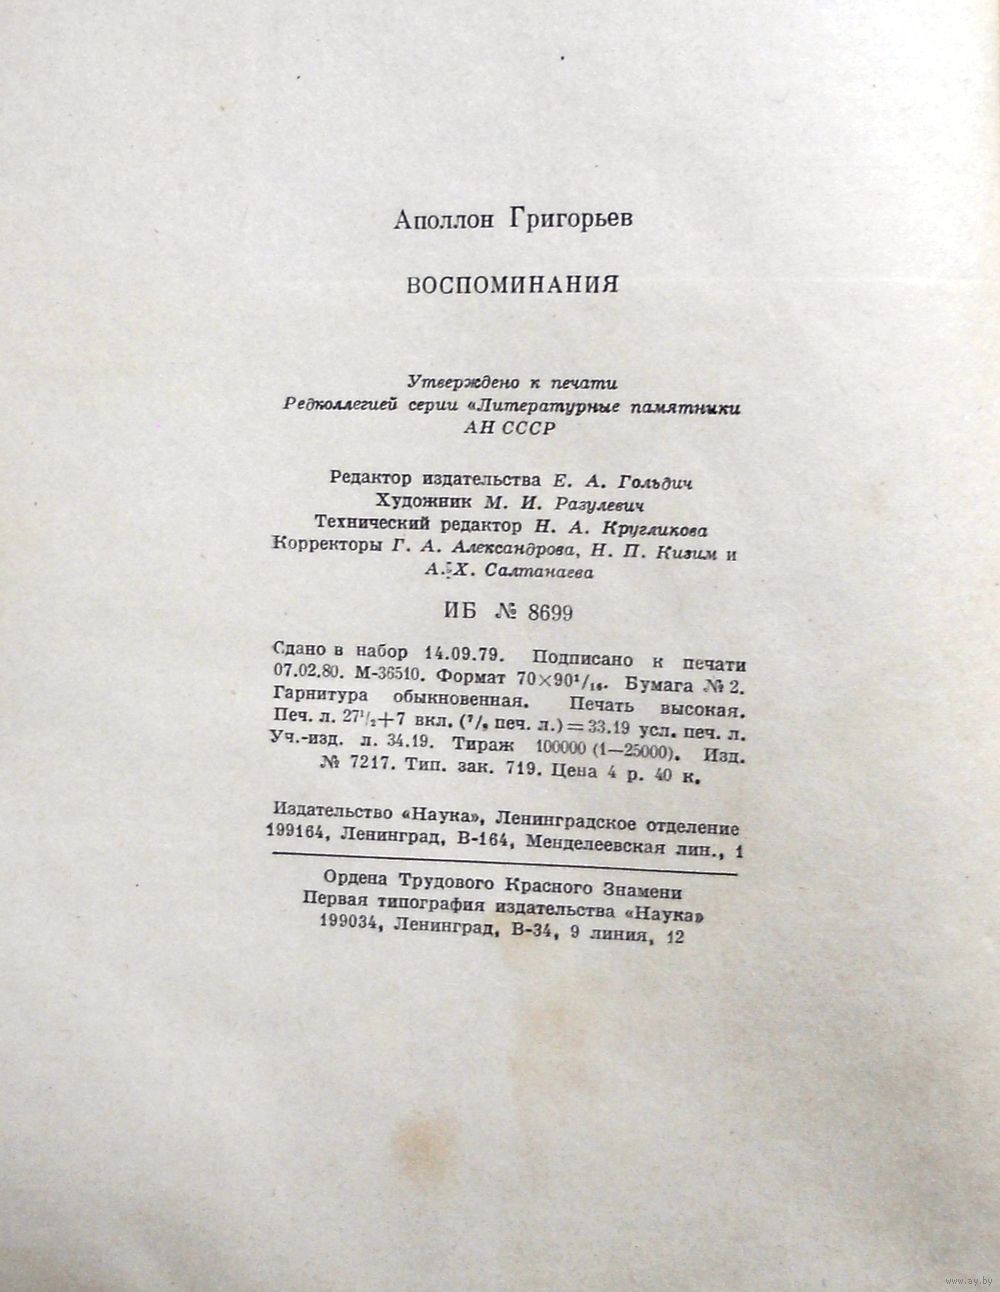 Аполлон Григорьев
ВОСПОМИНАНИЯ
Утверждено к печати
Редколлегией серии «Литературные памятники
АН СССР
Редактор издательства Е. А. Гольдич
Художник М. И. Разулевич
Технический редактор Н. А. Кругликова
Корректоры Г. А. Александрова, Н. П. Кизим и
А. Х. Салтанаева
ИБ № 8699
Сдано в набор 14.09.79. Подписано к печати
07.02.80. М-36510. Формат 70×90¹/₁₆. Бумага № 2.
Гарнитура обыкновенная. Печать высокая.
Печ. л. 27¹/₂+7 вкл. (⁷/₈ печ. л.)=33.19 усл. печ. л.
Уч.-изд. л. 34.19. Тираж 100000 (1—25000). Изд.
№ 7217. Тип. зак. 719. Цена 4 р. 40 к.
Издательство «Наука», Ленинградское отделение
199164, Ленинград, В-164, Менделеевская лин., 1
Ордена Трудового Красного Знамени
Первая типография издательства «Наука»
199034, Ленинград, В-34, 9 линия, 12
www.ay.by